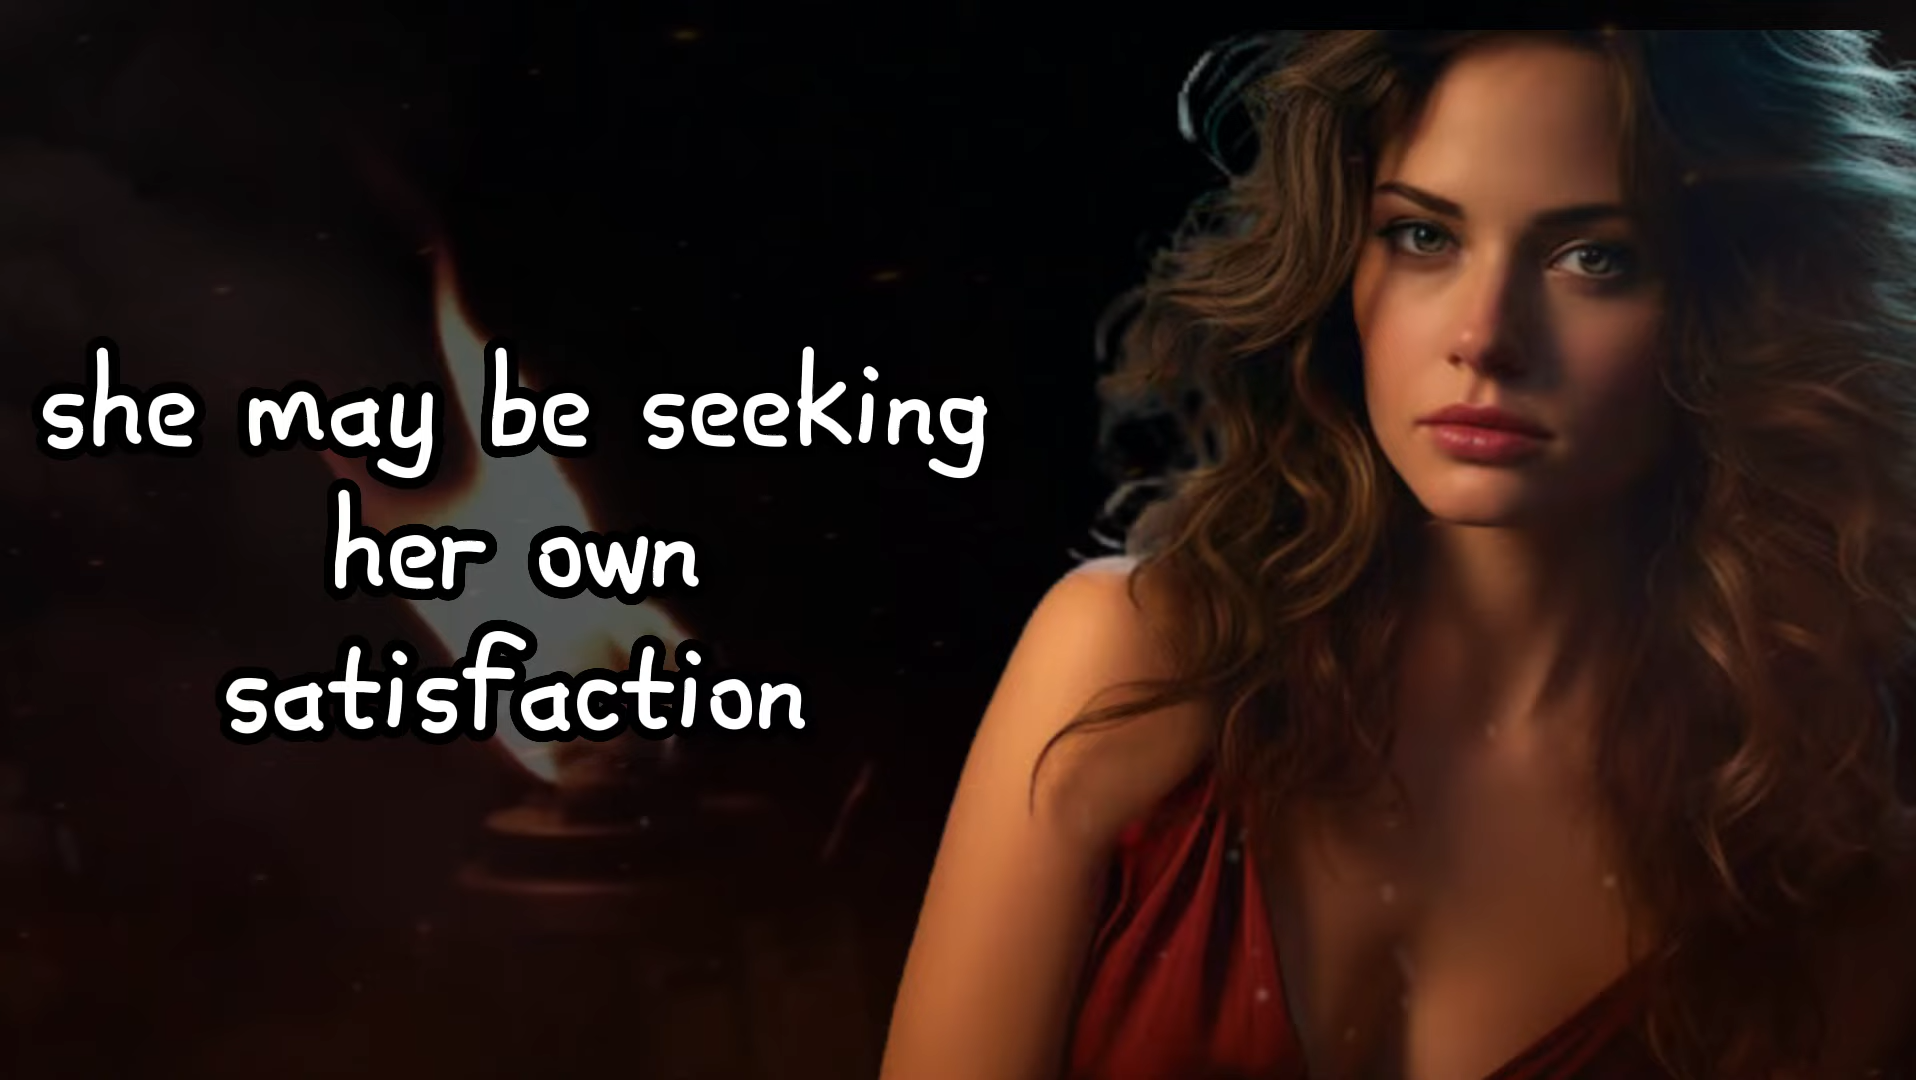 she may be seeking
her own
satisfaction